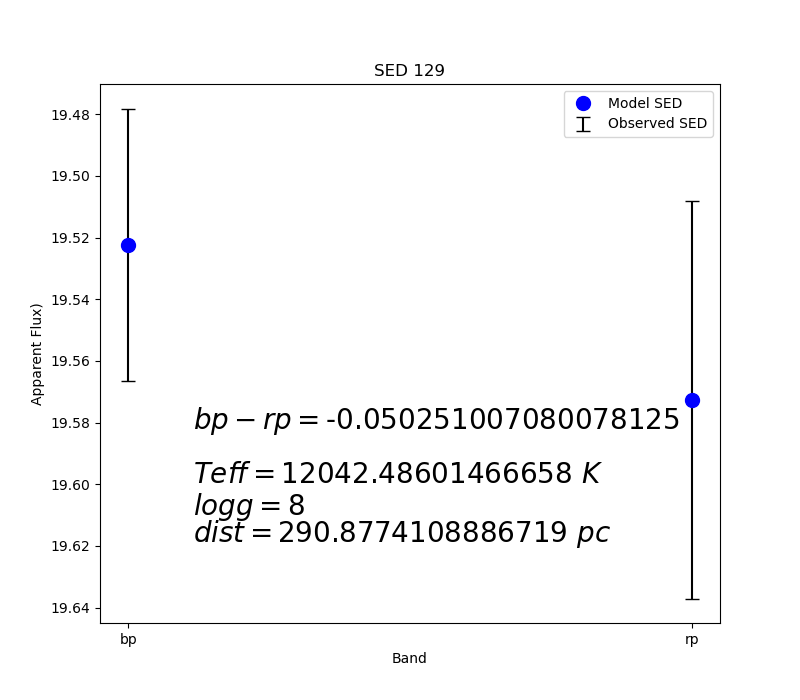 SED 129
Model SED
Observed SED
19.48
19.50
19.52
19.54
19.56
19.58
19.60
19.62
19.64
Apparent Flux)
bp − rp = -0.050251007080078125
Teff = 12042.48601466658 K
logg = 8
dist = 290.8774108886719 pc
bp
rp
Band